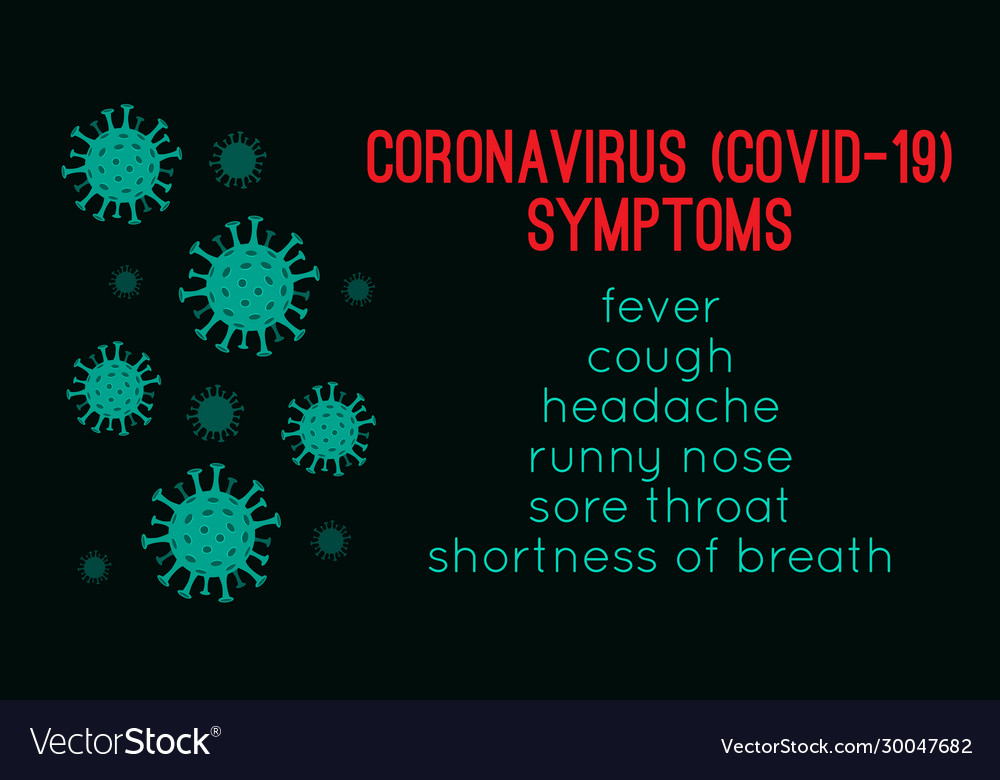 CORONAVIRUS (COVID-19)
SYMPTOMS
fever
cough
headache
runny nose
sore throat
shortness of breath
VectorStock®
VectorStock.com/30047682